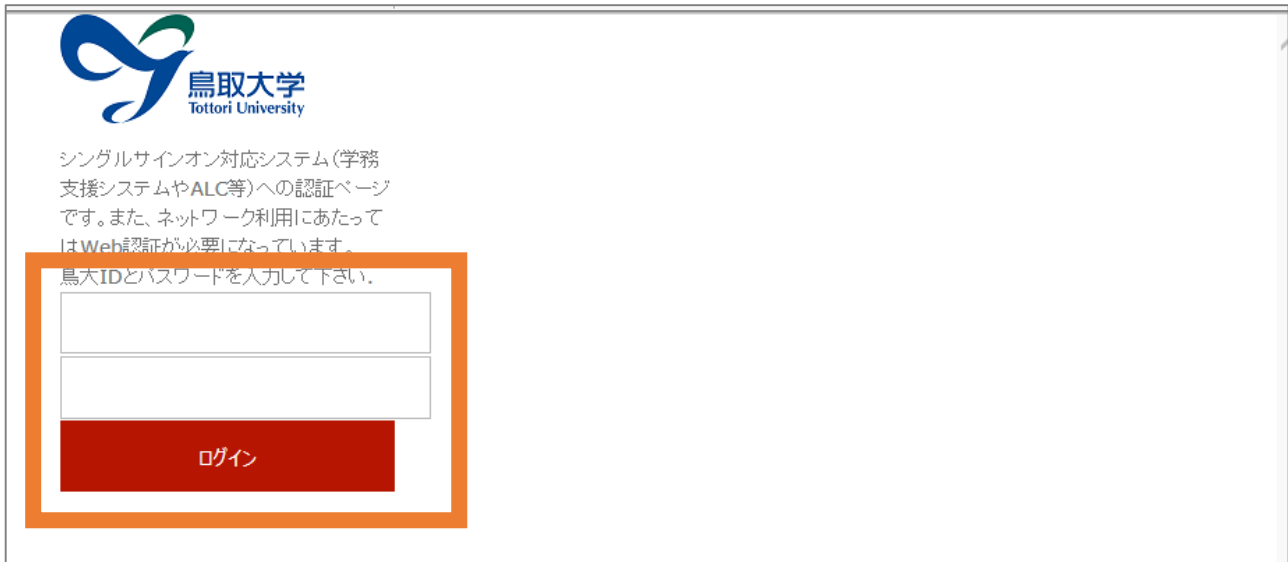 鳥取大学
Tottori University
シングルサインオン対応システム(学務
支援システムやALC等)への認証ページ
です。また、ネットワーク利用にあたって
はWeb認証が必要になっています。
鳥大IDとパスワードを入力して下さい.
ログイン